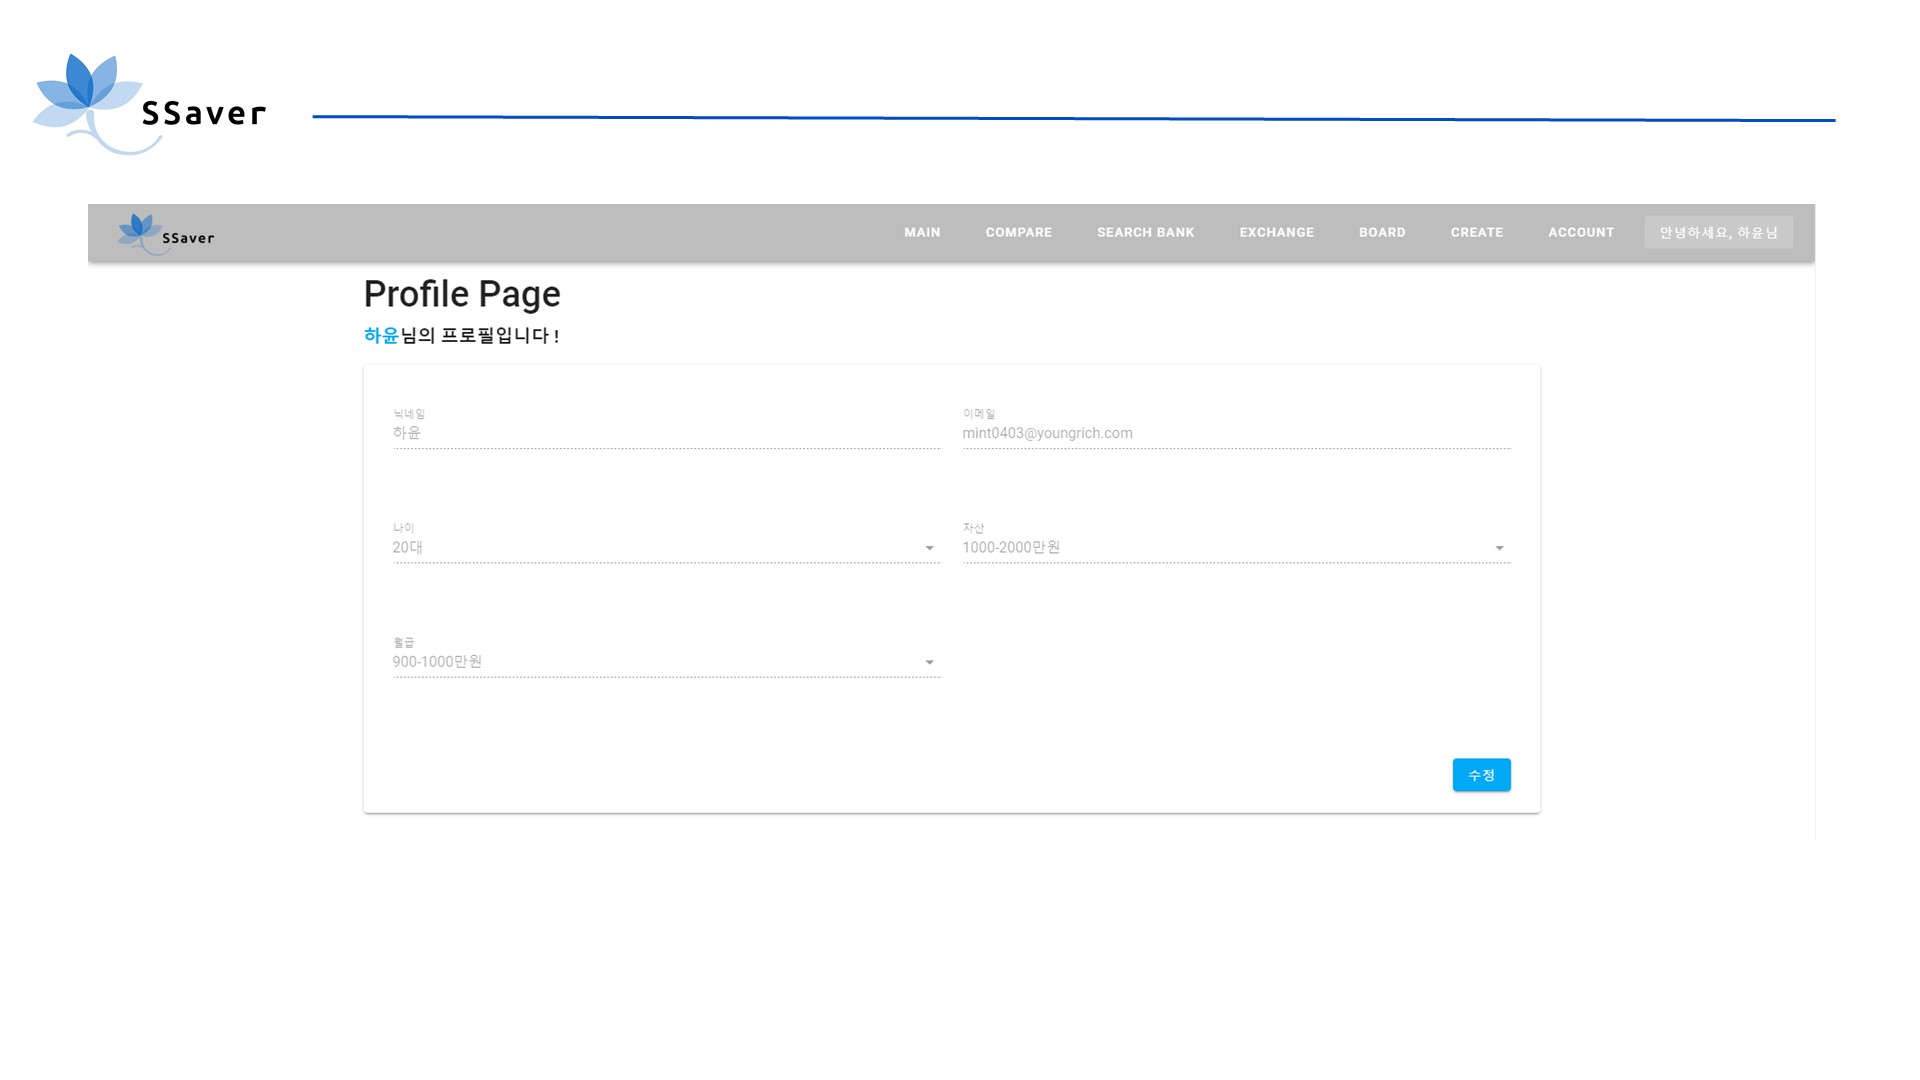 SSaver
SSaver
MAIN COMPARE SEARCH BANK EXCHANGE BOARD CREATE ACCOUNT 안녕하세요, 하윤님
Profile Page
하윤님의 프로필입니다 !
닉네임 이메일
하윤 mint0403@youngrich.com
나이 자산
20대 1000-2000만원
월급
900-1000만원
수정